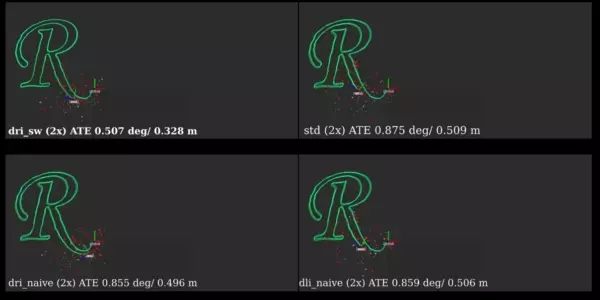 dri_sw (2x) ATE 0.507 deg/ 0.328 m
std (2x) ATE 0.875 deg/ 0.509 m
dri_naive (2x) ATE 0.855 deg/ 0.496 m
dli_naive (2x) ATE 0.859 deg/ 0.506 m